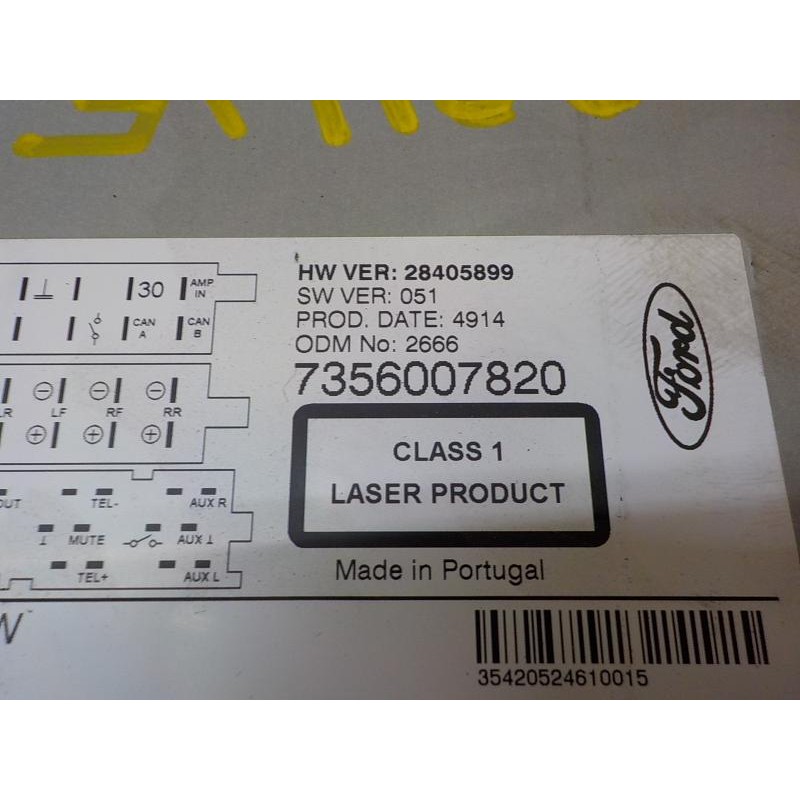 30 AMP IN
CAN A CAN B
HW VER: 28405899
SW VER: 051
PROD. DATE: 4914
ODM No: 2666
7356007820
Ford
LF RF RR
CLASS 1
LASER PRODUCT
TEL- AUX R
MUTE AUX
TEL+ AUX L
Made in Portugal
35420524610015